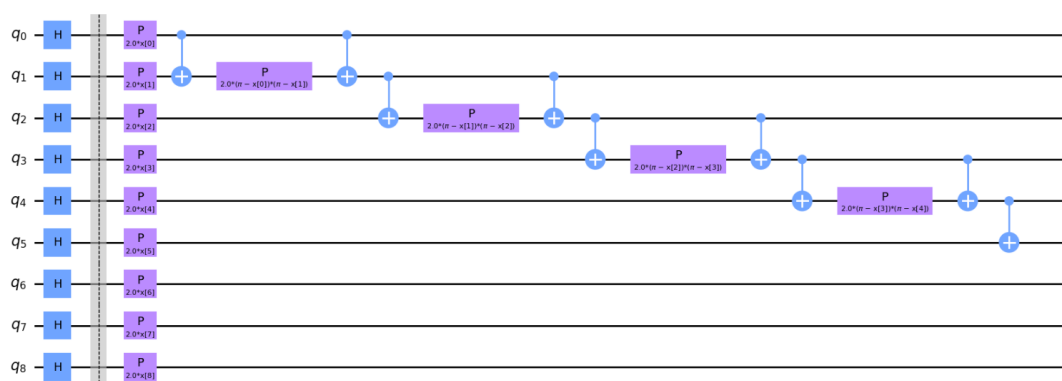 q0 H P 2.0*x[0]
q1 H P 2.0*x[1] P 2.0*(π − x[0])*(π − x[1])
q2 H P 2.0*x[2] P 2.0*(π − x[1])*(π − x[2])
q3 H P 2.0*x[3] P 2.0*(π − x[2])*(π − x[3])
q4 H P 2.0*x[4] P 2.0*(π − x[3])*(π − x[4])
q5 H P 2.0*x[5]
q6 H P 2.0*x[6]
q7 H P 2.0*x[7]
q8 H P 2.0*x[8]